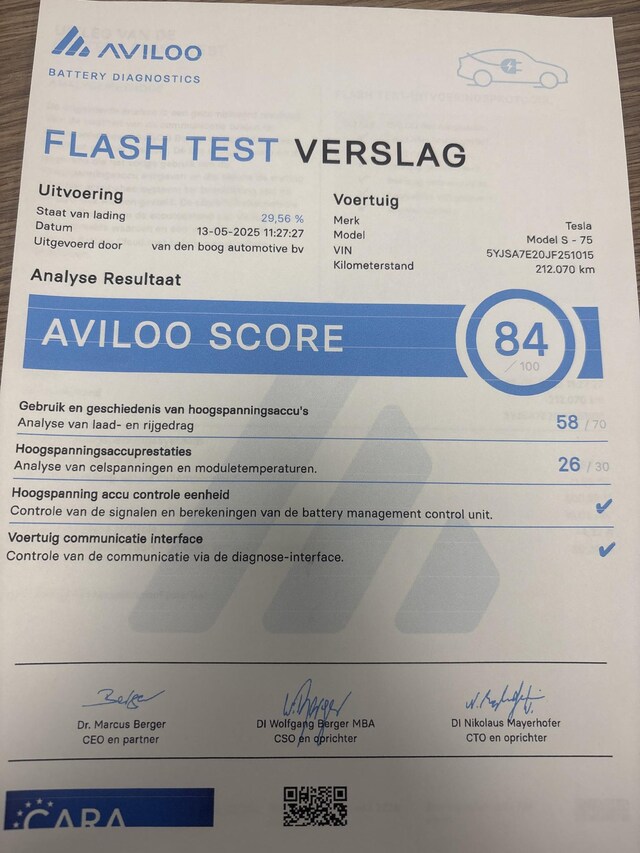 AVILOO
BATTERY DIAGNOSTICS
FLASH TEST VERSLAG
Uitvoering
Staat van lading 29,56 %
Datum 13-05-2025 11:27:27
Uitgevoerd door van den boog automotive bv
Voertuig
Merk Tesla
Model Model S - 75
VIN 5YJSA7E20JF251015
Kilometerstand 212.070 km
Analyse Resultaat
AVILOO SCORE 84 / 100
Gebruik en geschiedenis van hoogspanningsaccu's
Analyse van laad- en rijgedrag 58 / 70
Hoogspanningsaccuprestaties
Analyse van celspanningen en moduletemperaturen. 26 / 30
Hoogspanning accu controle eenheid
Controle van de signalen en berekeningen van de battery management control unit.
Voertuig communicatie interface
Controle van de communicatie via de diagnose-interface.
Dr. Marcus Berger
CEO en partner
DI Wolfgang Berger MBA
CSO en oprichter
DI Nikolaus Mayerhofer
CTO en oprichter
CARA